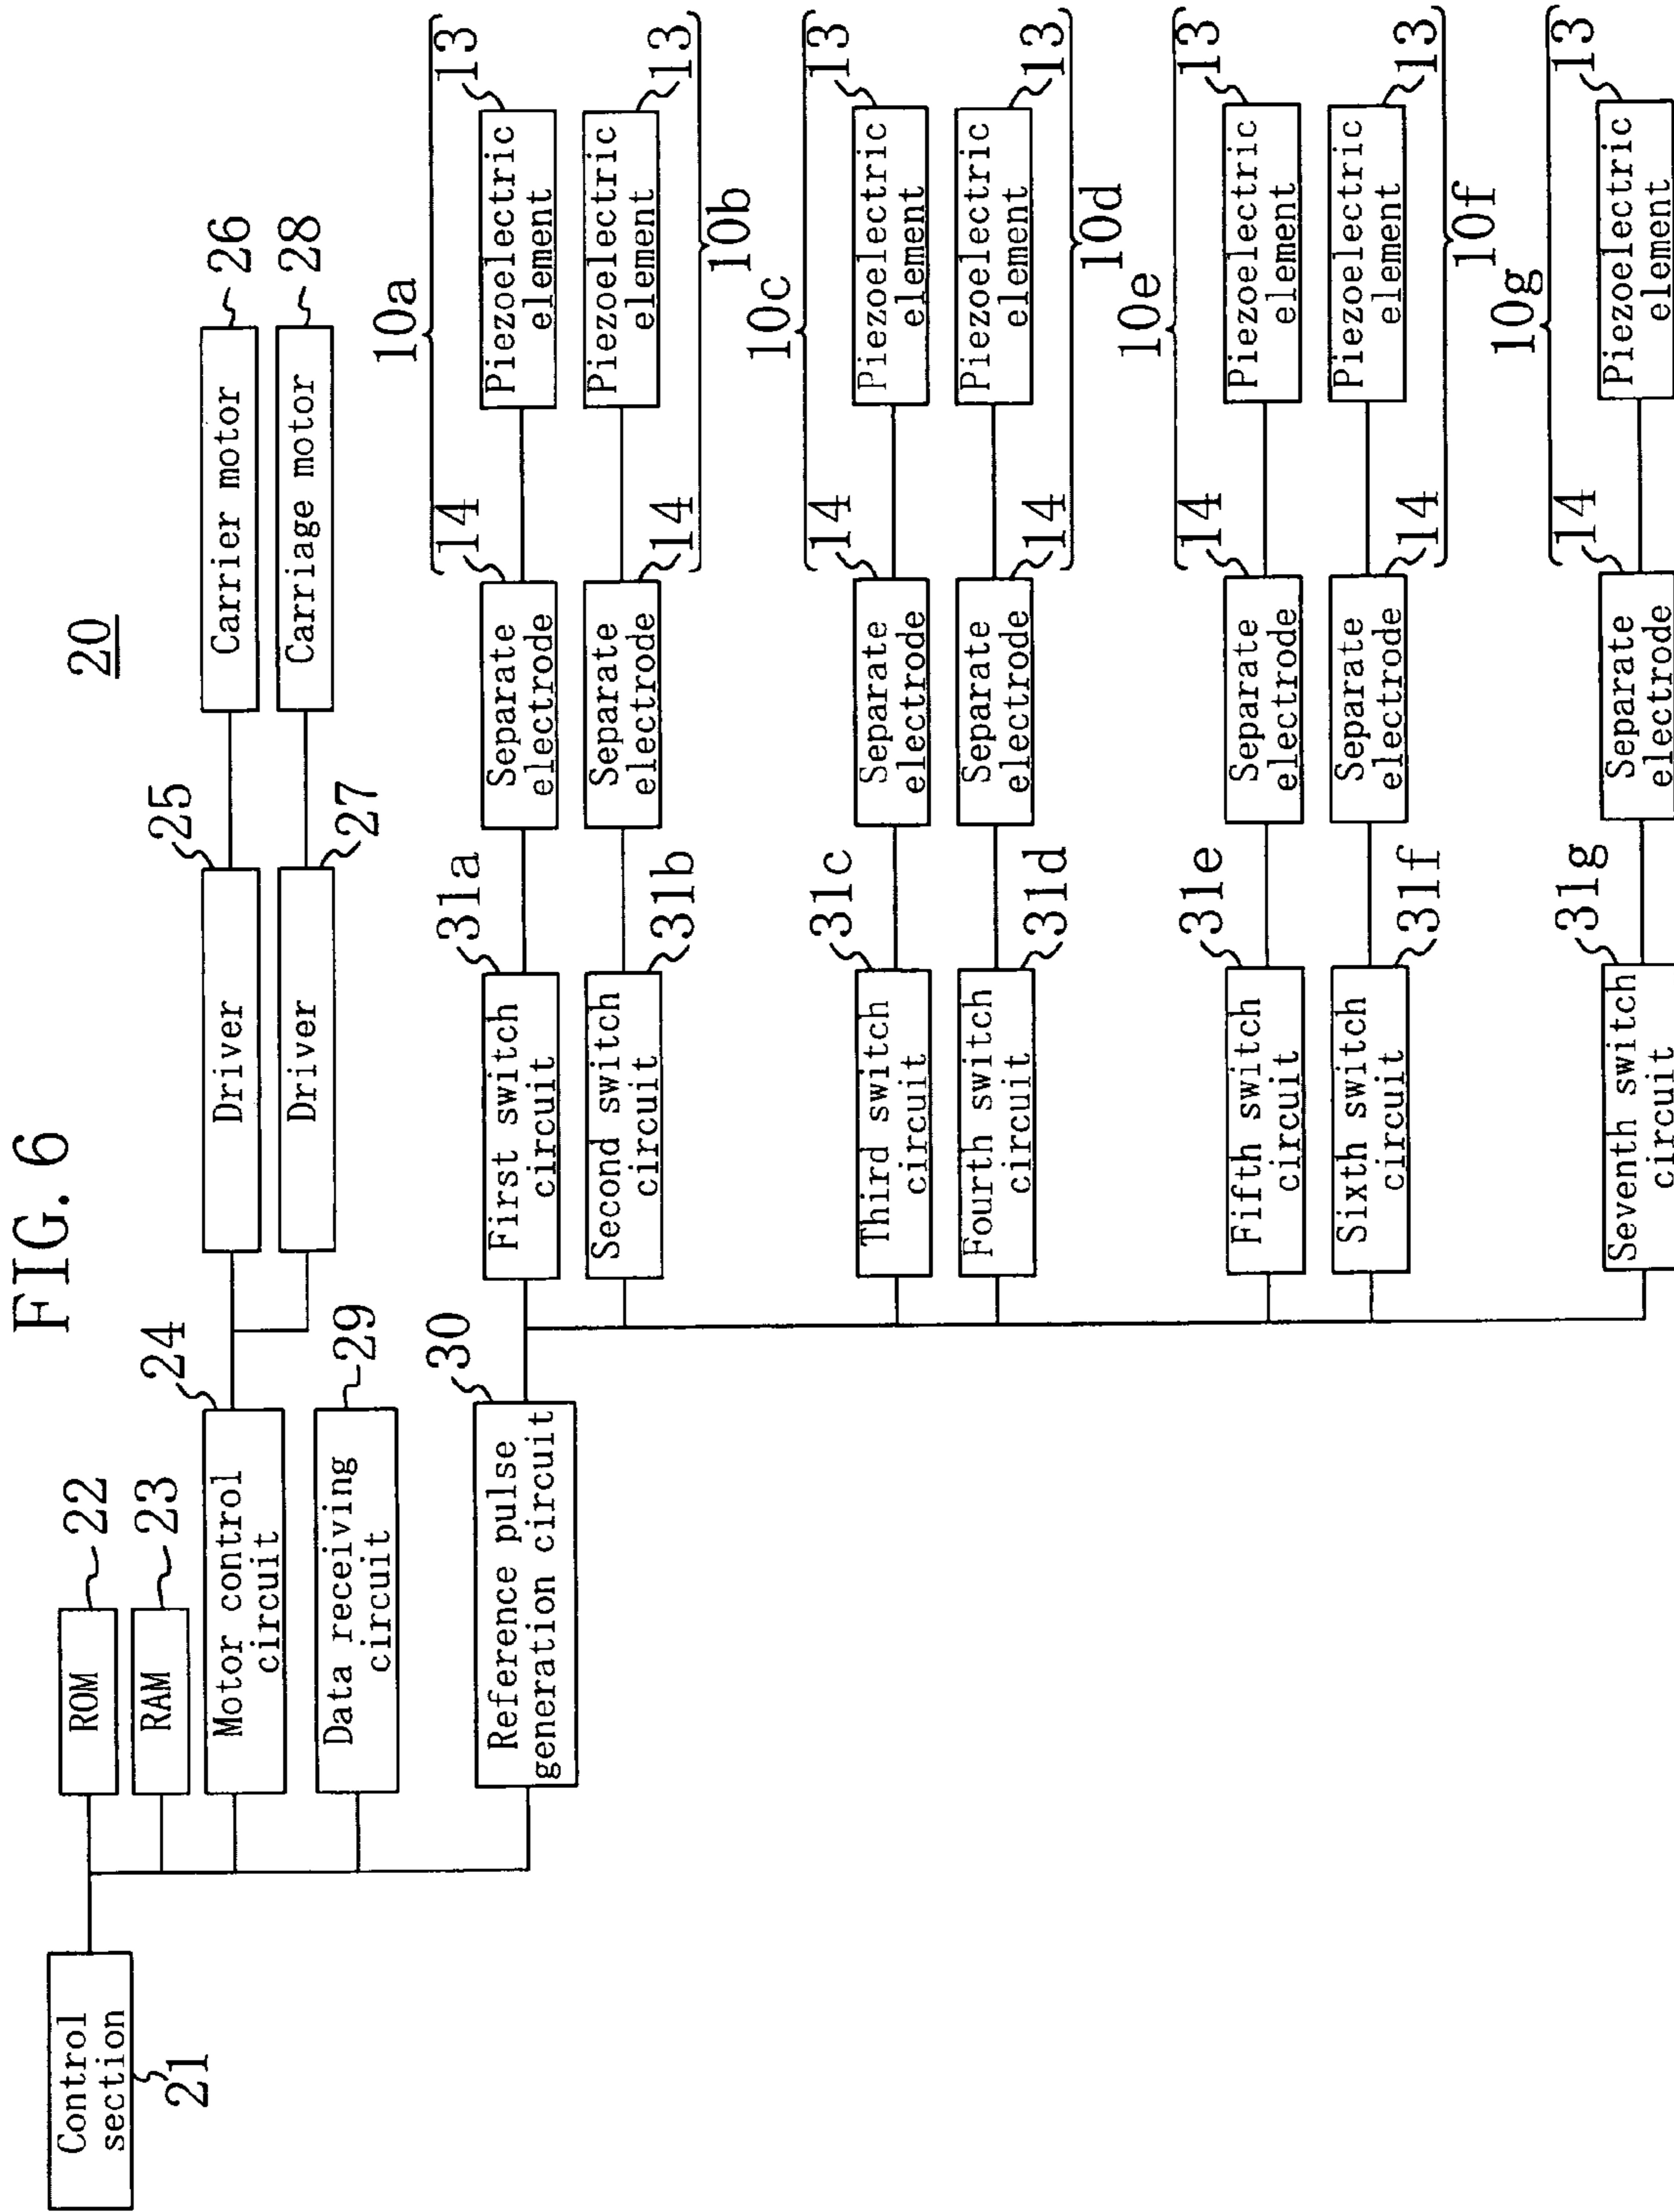 FIG. 6
20
Control
section
21
ROM
22
RAM
23
Motor control
circuit
24
Data receiving
circuit
29
Driver
25
Driver
27
Carrier motor
26
Carriage motor
28
Reference pulse
generation circuit
30
First switch
circuit
31a
Separate
electrode
14
Piezoelectric
element
13
10a
Second switch
circuit
31b
Separate
electrode
14
Piezoelectric
element
13
10b
Third switch
circuit
31c
Separate
electrode
14
Piezoelectric
element
13
10c
Fourth switch
circuit
31d
Separate
electrode
14
Piezoelectric
element
13
10d
Fifth switch
circuit
31e
Separate
electrode
14
Piezoelectric
element
13
10e
Sixth switch
circuit
31f
Separate
electrode
14
Piezoelectric
element
13
10f
Seventh switch
circuit
31g
Separate
electrode
14
Piezoelectric
element
13
10g